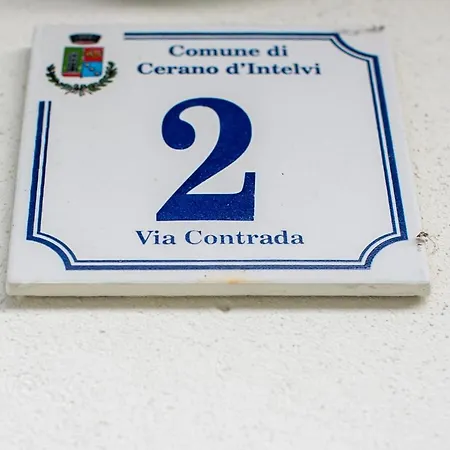 Comune di
Cerano d'Intelvi
2
Via Contrada